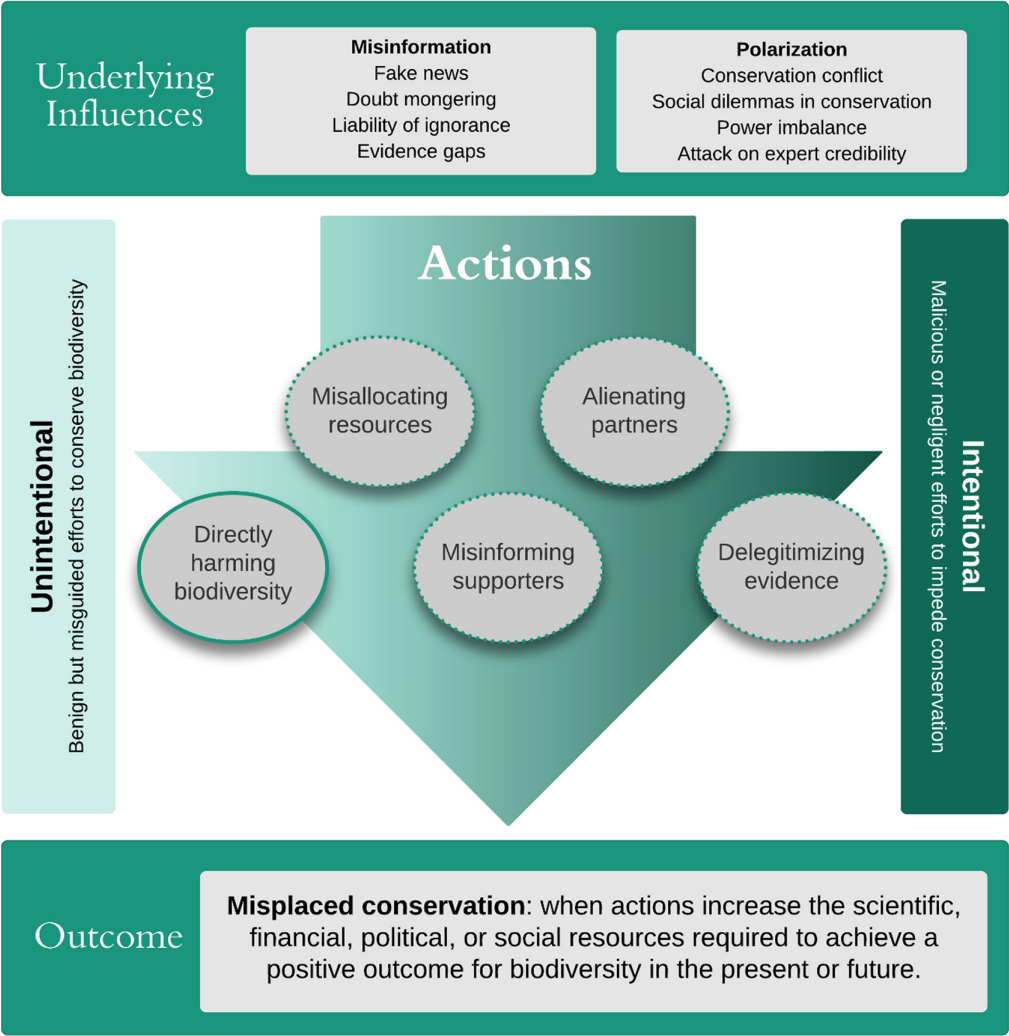 Underlying
Influences
Misinformation
Fake news
Doubt mongering
Liability of ignorance
Evidence gaps
Polarization
Conservation conflict
Social dilemmas in conservation
Power imbalance
Attack on expert credibility
Unintentional
Benign but misguided efforts to conserve biodiversity
Actions
Misallocating
resources
Alienating
partners
Directly
harming
biodiversity
Misinforming
supporters
Delegitimizing
evidence
Intentional
Malicious or negligent efforts to impede conservation
Outcome
Misplaced conservation: when actions increase the scientific,
financial, political, or social resources required to achieve a
positive outcome for biodiversity in the present or future.